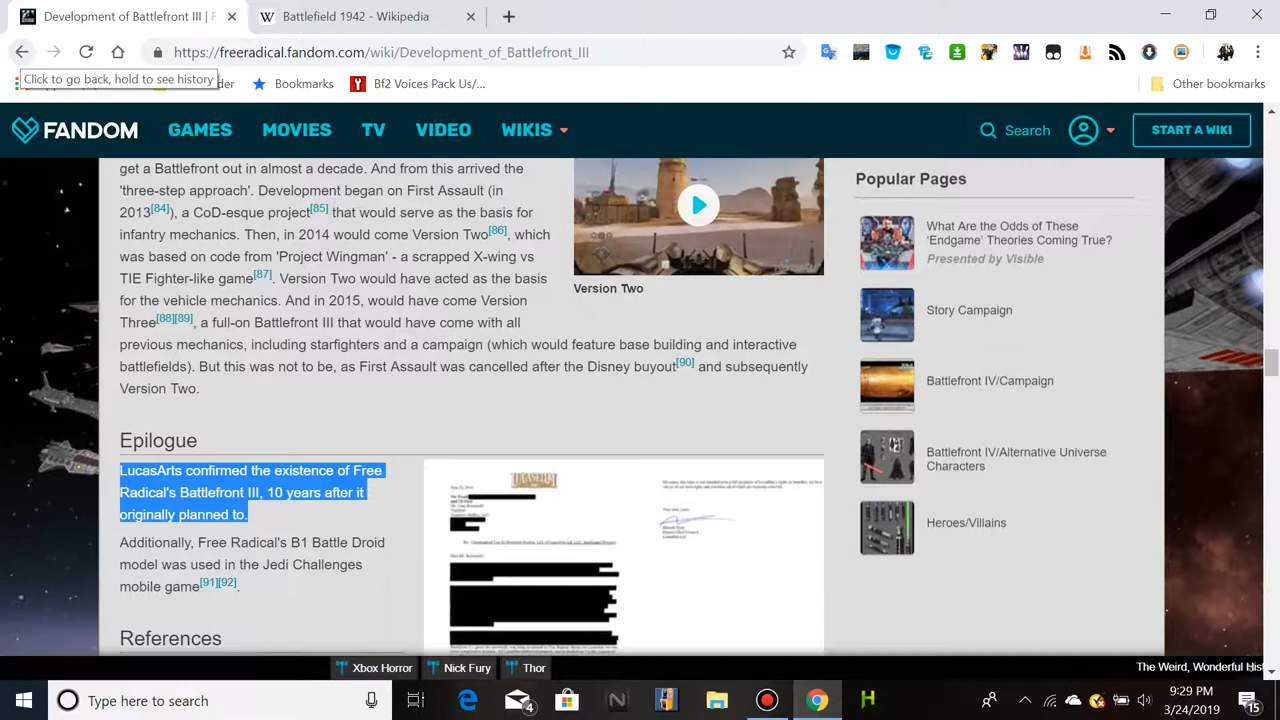 Development of Battlefront III | F
Battlefield 1942 - Wikipedia
https://freeradical.fandom.com/wiki/Development_of_Battlefront_III
Click to go back, hold to see history
der
Bookmarks
Bf2 Voices Pack Us/...
Other bookmarks
FANDOM
GAMES
MOVIES
TV
VIDEO
WIKIS
Search
START A WIKI
get a Battlefront out in almost a decade. And from this arrived the
'three-step approach'. Development began on First Assault (in
2013[84]), a CoD-esque project[85] that would serve as the basis for
infantry mechanics. Then, in 2014 would come Version Two[86], which
was based on code from 'Project Wingman' - a scrapped X-wing vs
TIE Fighter-like game[87]. Version Two would have acted as the basis
for the vehicle mechanics. And in 2015, would have come Version
Three[88][89], a full-on Battlefront III that would have come with all
previous mechanics, including starfighters and a campaign (which would feature base building and interactive
battlefields). But this was not to be, as First Assault was cancelled after the Disney buyout[90] and subsequently
Version Two.
Version Two
Epilogue
LucasArts confirmed the existence of Free
Radical's Battlefront III, 10 years after it
originally planned to.
Additionally, Free Radical's B1 Battle Droid
model was used in the Jedi Challenges
mobile game[91][92].
References
Popular Pages
What Are the Odds of These
'Endgame' Theories Coming True?
Presented by Visible
Story Campaign
Battlefront IV/Campaign
Battlefront IV/Alternative Universe
Characters
Heroes/Villains
Xbox Horror
Nick Fury
Thor
The Weird, Wonderful Hist
Type here to search
4
9:29 PM
3/24/2019
15